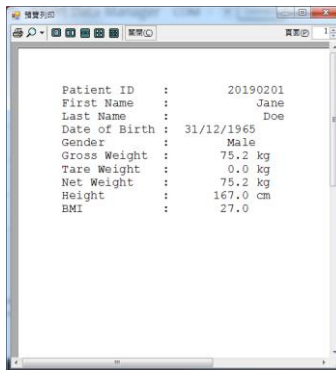 預覽列印
關閉(C) 頁面(P) 1
Patient ID : 20190201
First Name : Jane
Last Name : Doe
Date of Birth : 31/12/1965
Gender : Male
Gross Weight : 75.2 kg
Tare Weight : 0.0 kg
Net Weight : 75.2 kg
Height : 167.0 cm
BMI : 27.0